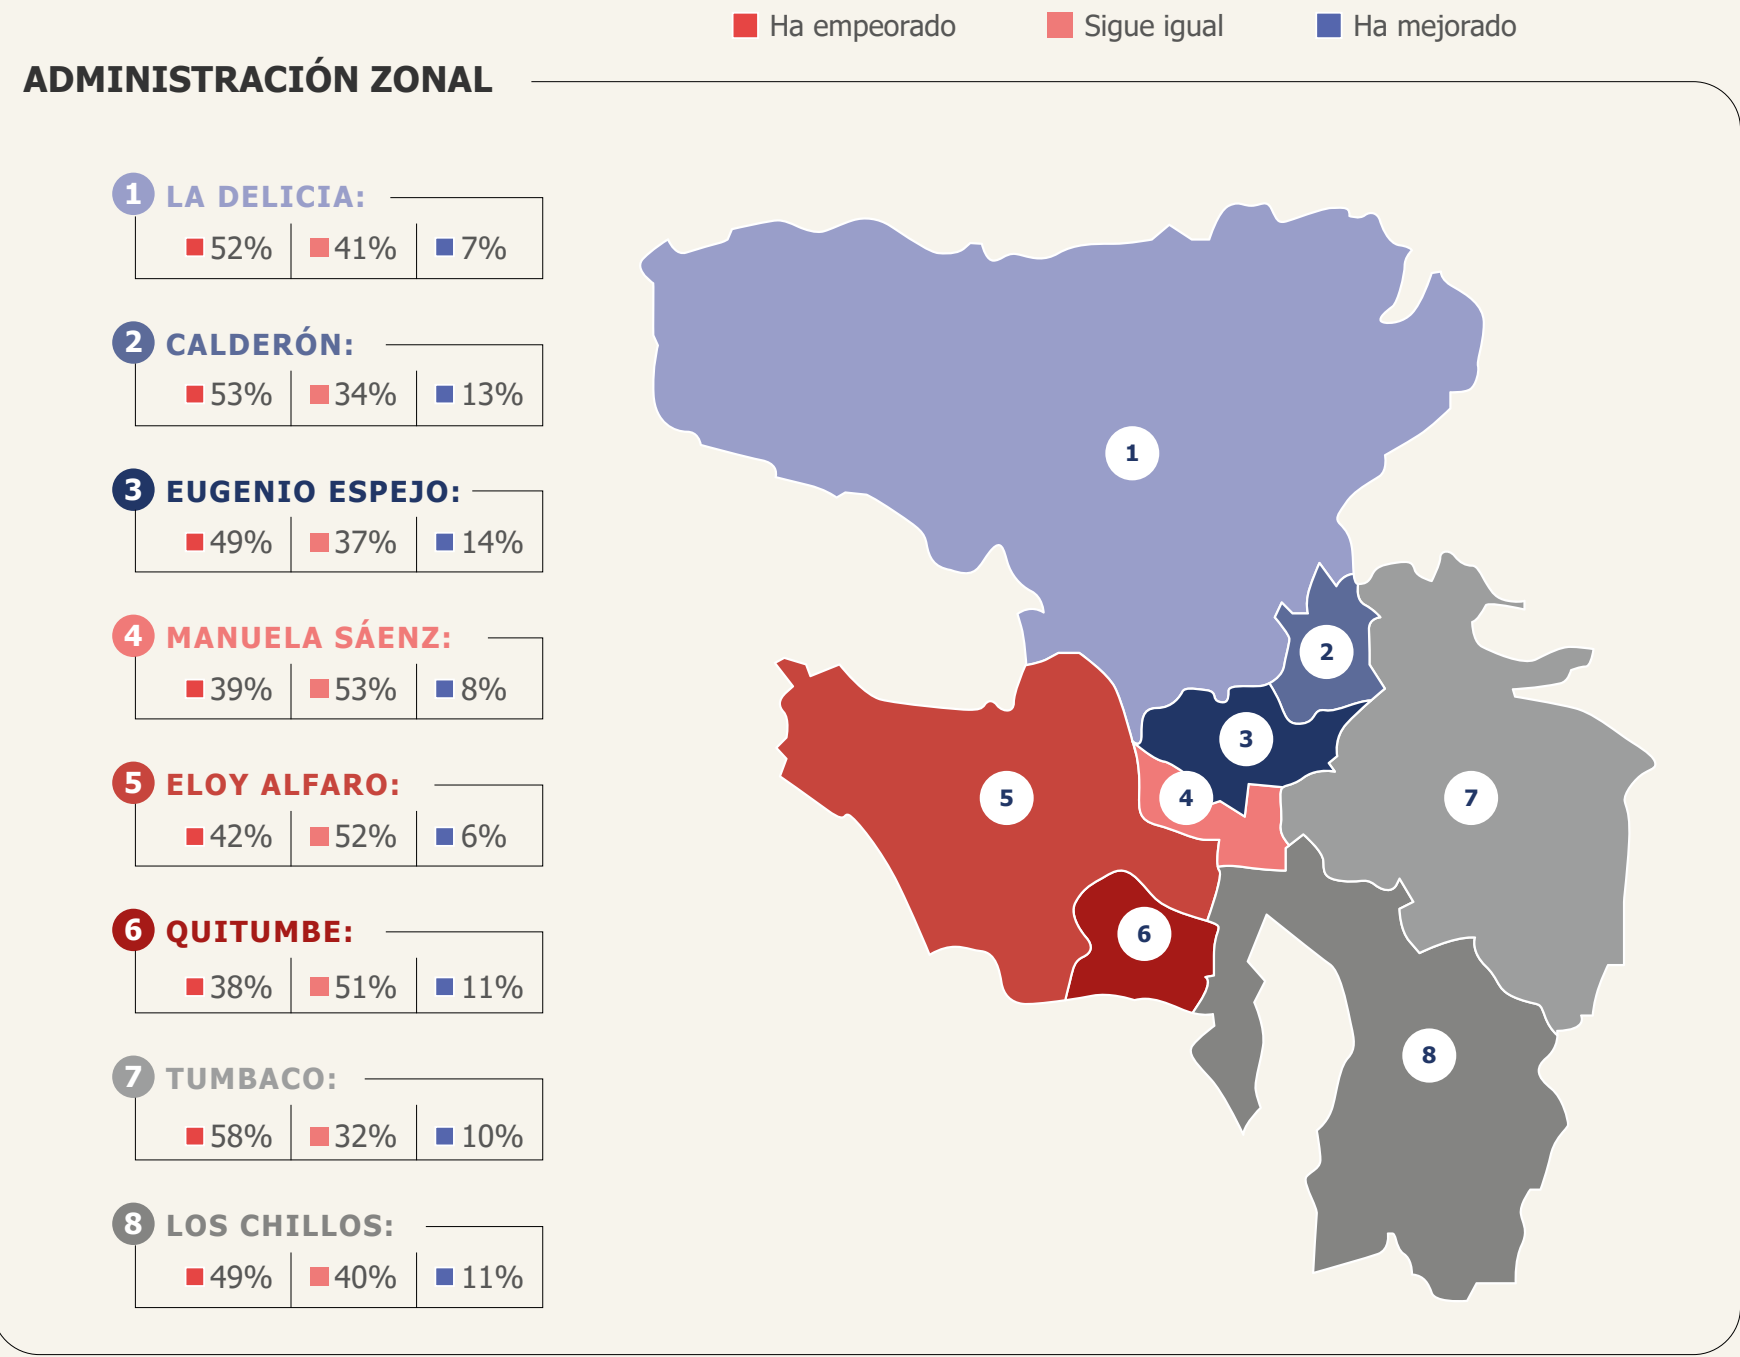 Ha empeorado Sigue igual Ha mejorado
ADMINISTRACIÓN ZONAL
1 LA DELICIA:
52% 41% 7%
2 CALDERÓN:
53% 34% 13%
3 EUGENIO ESPEJO:
49% 37% 14%
4 MANUELA SÁENZ:
39% 53% 8%
5 ELOY ALFARO:
42% 52% 6%
6 QUITUMBE:
38% 51% 11%
7 TUMBACO:
58% 32% 10%
8 LOS CHILLOS:
49% 40% 11%
1
2
3
4
5
6
7
8